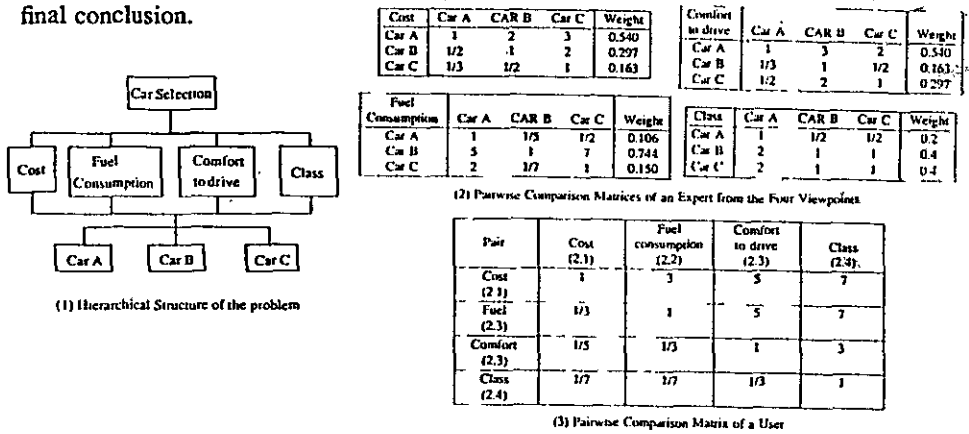 final conclusion.
Car Selection
Cost
Fuel
Consumption
Comfort
to drive
Class
Car A
Car B
Car C
(1) Hierarchical Structure of the problem
Cost Car A CAR B Car C Weight
Car A 1 2 3 0.540
Car B 1/2 1 2 0.297
Car C 1/3 1/2 1 0.163
Comfort
to drive Car A CAR B Car C Weight
Car A 1 3 2 0.540
Car B 1/3 1 1/2 0.163
Car C 1/2 2 1 0.297
Fuel
Consumption Car A CAR B Car C Weight
Car A 1 1/5 1/2 0.106
Car B 5 1 7 0.744
Car C 2 1/7 1 0.150
Class Car A CAR B Car C Weight
Car A 1 1/2 1/2 0.2
Car B 2 1 1 0.4
Car C 2 1 1 0.4
(2) Pairwise Comparison Matrices of an Expert from the Four Viewpoints
Pair Cost Fuel consumption Comfort to drive Class
(2.1) (2.2) (2.3) (2.4)
Cost 1 3 5 7
(2.1)
Fuel 1/3 1 5 7
(2.3)
Comfort 1/5 1/3 1 3
(2.3)
Class 1/7 1/7 1/3 1
(2.4)
(3) Pairwise Comparison Matrix of a User